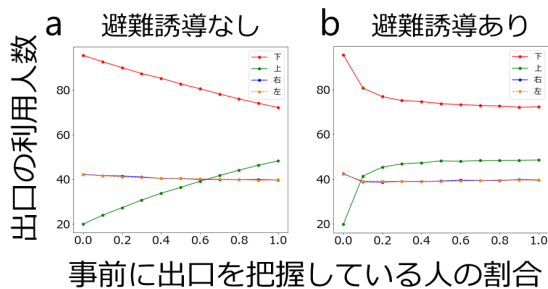 a 避難誘導なし
b 避難誘導あり
出口の利用人数
下
上
右
左
80
60
40
20
0.0 0.2 0.4 0.6 0.8 1.0
下
上
右
左
80
60
40
20
0.0 0.2 0.4 0.6 0.8 1.0
事前に出口を把握している人の割合